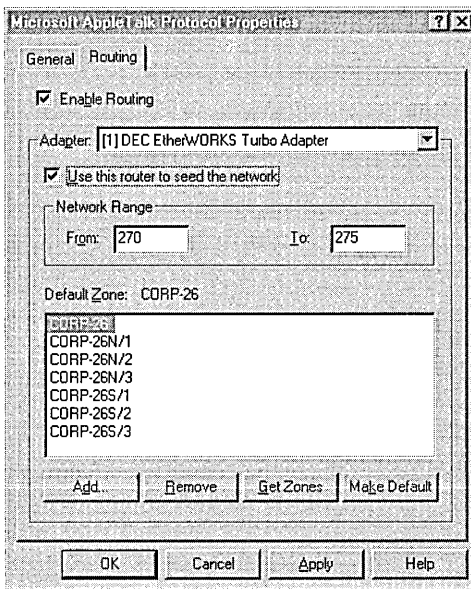 Microsoft AppleTalk Protocol Properties
General Routing
Enable Routing
Adapter: [1] DEC EtherWORKS Turbo Adapter
Use this router to seed the network
Network Range
From: 270 To: 275
Default Zone: CORP-26
CORP-26
CORP-26N/1
CORP-26N/2
CORP-26N/3
CORP-26S/1
CORP-26S/2
CORP-26S/3
Add... Remove Get Zones Make Default
OK Cancel Apply Help